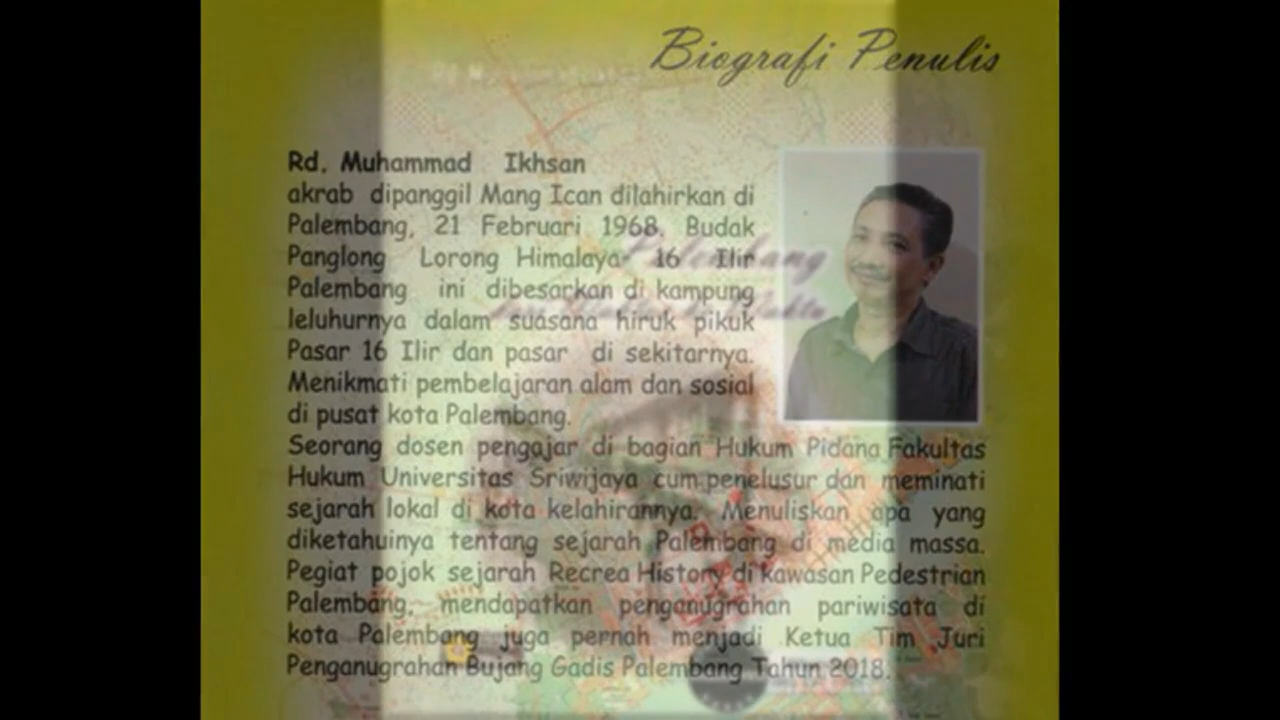 Biografi Penulis
Rd. Muhammad Ikhsan
akrab dipanggil Mang Ican dilahirkan di
Palembang, 21 Februari 1968. Budak
Panglong Lorong Himalaya- 16 Ilir
Palembang ini dibesarkan di kampung
leluhurnya dalam suasana hiruk pikuk
Pasar 16 Ilir dan pasar di sekitarnya.
Menikmati pembelajaran alam dan sosial
di pusat kota Palembang.
Seorang dosen pengajar di bagian Hukum Pidana Fakultas
Hukum Universitas Sriwijaya cum penelusur dan meminati
sejarah lokal di kota kelahirannya. Menuliskan apa yang
diketahuinya tentang sejarah Palembang di media massa.
Pegiat pojok sejarah Recrea History di kawasan Pedestrian
Palembang, mendapatkan penganugrahan pariwisata di
kota Palembang juga pernah menjadi Ketua Tim Juri
Penganugrahan Bujang Gadis Palembang Tahun 2018.
Palembang